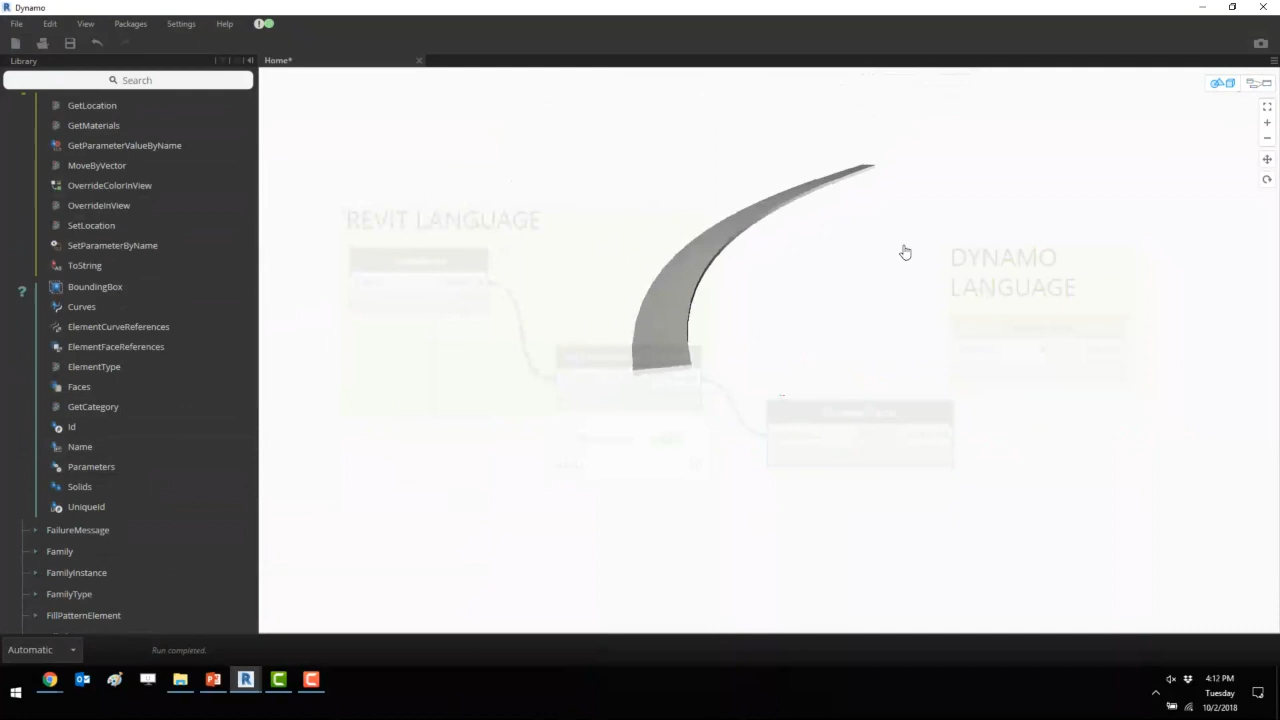 Dynamo
File Edit View Packages Settings Help
Library
Home*
Search
GetLocation
GetMaterials
GetParameterValueByName
MoveByVector
OverrideColorInView
OverrideInView
SetLocation
SetParameterByName
ToString
BoundingBox
Curves
ElementCurveReferences
ElementFaceReferences
ElementType
Faces
GetCategory
Id
Name
Parameters
Solids
UniqueId
FailureMessage
Family
FamilyInstance
FamilyType
FillPatternElement
REVIT LANGUAGE
DYNAMO
LANGUAGE
Automatic
Run completed.
4:12 PM
Tuesday
10/2/2018